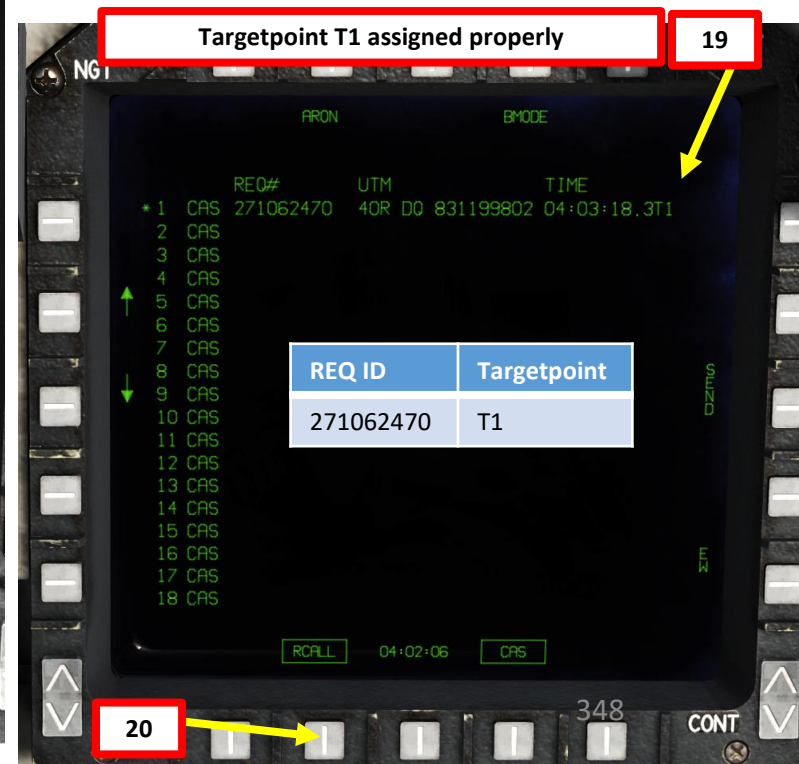 Targetpoint T1 assigned properly
19
NGT
ARON BMODE
REQ# UTM TIME
*1 CAS 271062470 40R DQ 831199802 04:03:18.3T1
2 CAS
3 CAS
4 CAS
5 CAS
6 CAS
7 CAS
8 CAS
9 CAS
10 CAS
11 CAS
12 CAS
13 CAS
14 CAS
15 CAS
16 CAS
17 CAS
18 CAS
REQ ID Targetpoint
271062470 T1
SEND
EW
RCALL 04:02:06 CAS
348
20
CONT